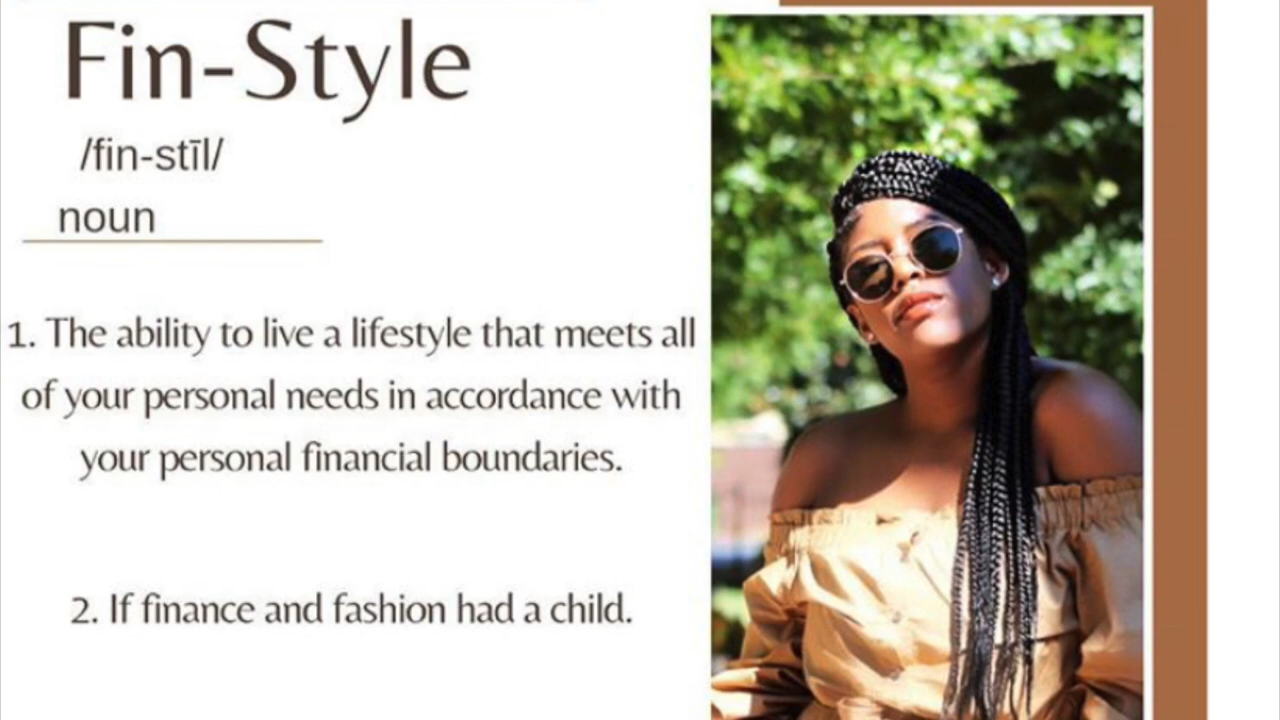 Fin-Style
/fin-stīl/
noun
1. The ability to live a lifestyle that meets all
of your personal needs in accordance with
your personal financial boundaries.
2. If finance and fashion had a child.